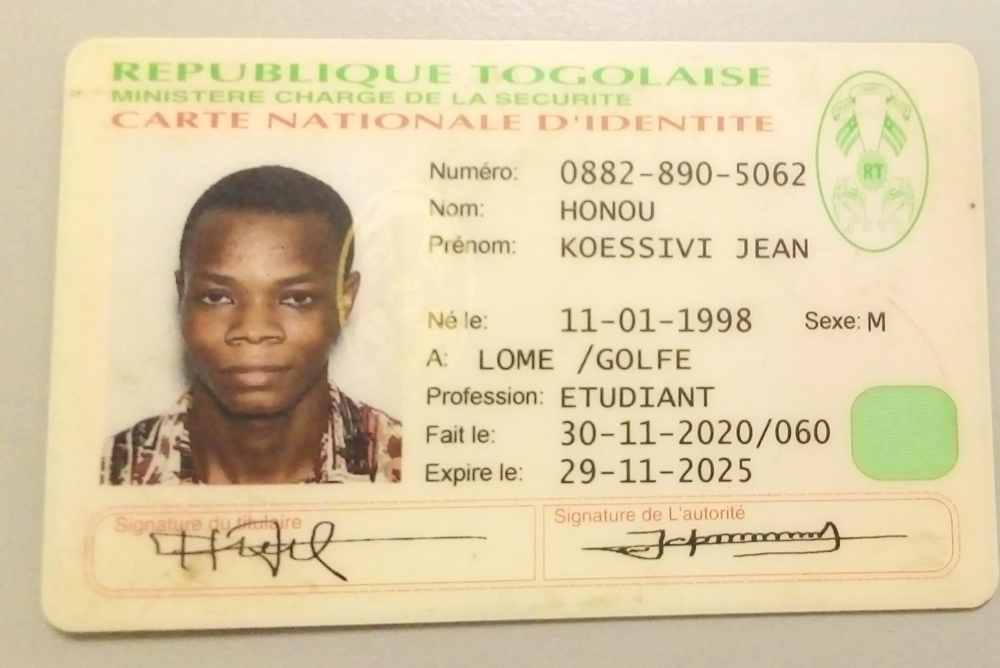 REPUBLIQUE TOGOLAISE
MINISTERE CHARGE DE LA SECURITE
CARTE NATIONALE D'IDENTITE
RT
Numéro: 0882-890-5062
Nom: HONOU
Prénom: KOESSIVI JEAN
Né le: 11-01-1998 Sexe: M
A: LOME /GOLFE
Profession: ETUDIANT
Fait le: 30-11-2020/060
Expire le: 29-11-2025
Signature du titulaire
Signature de L'autorité